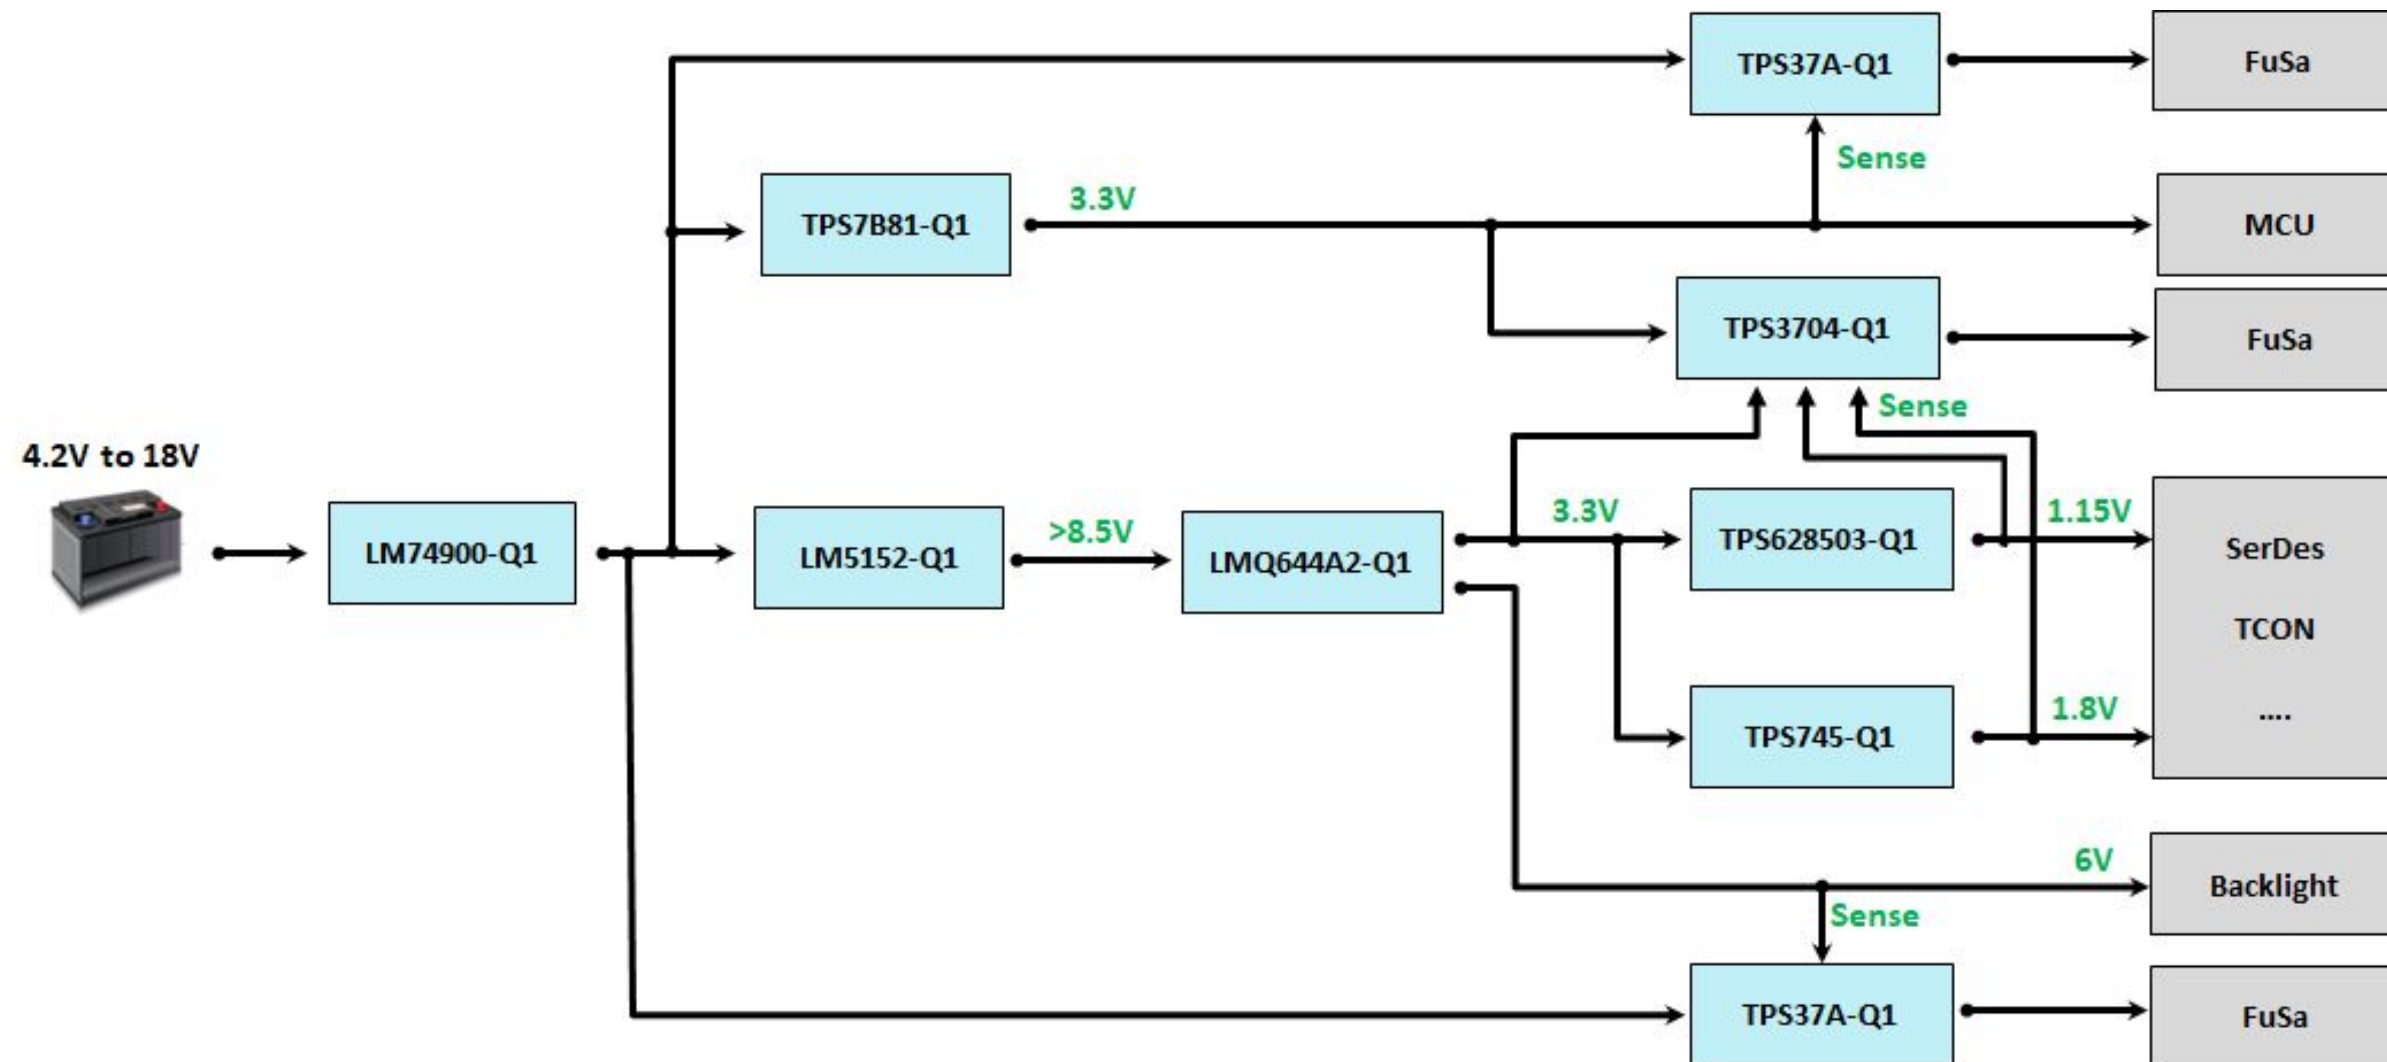 TPS37A-Q1
FuSa
Sense
3.3V
TPS7B81-Q1
MCU
TPS3704-Q1
FuSa
Sense
4.2V to 18V
LM74900-Q1
LM5152-Q1
>8.5V
LMQ644A2-Q1
3.3V
TPS628503-Q1
1.15V
SerDes
TCON
....
TPS745-Q1
1.8V
6V
Backlight
Sense
TPS37A-Q1
FuSa